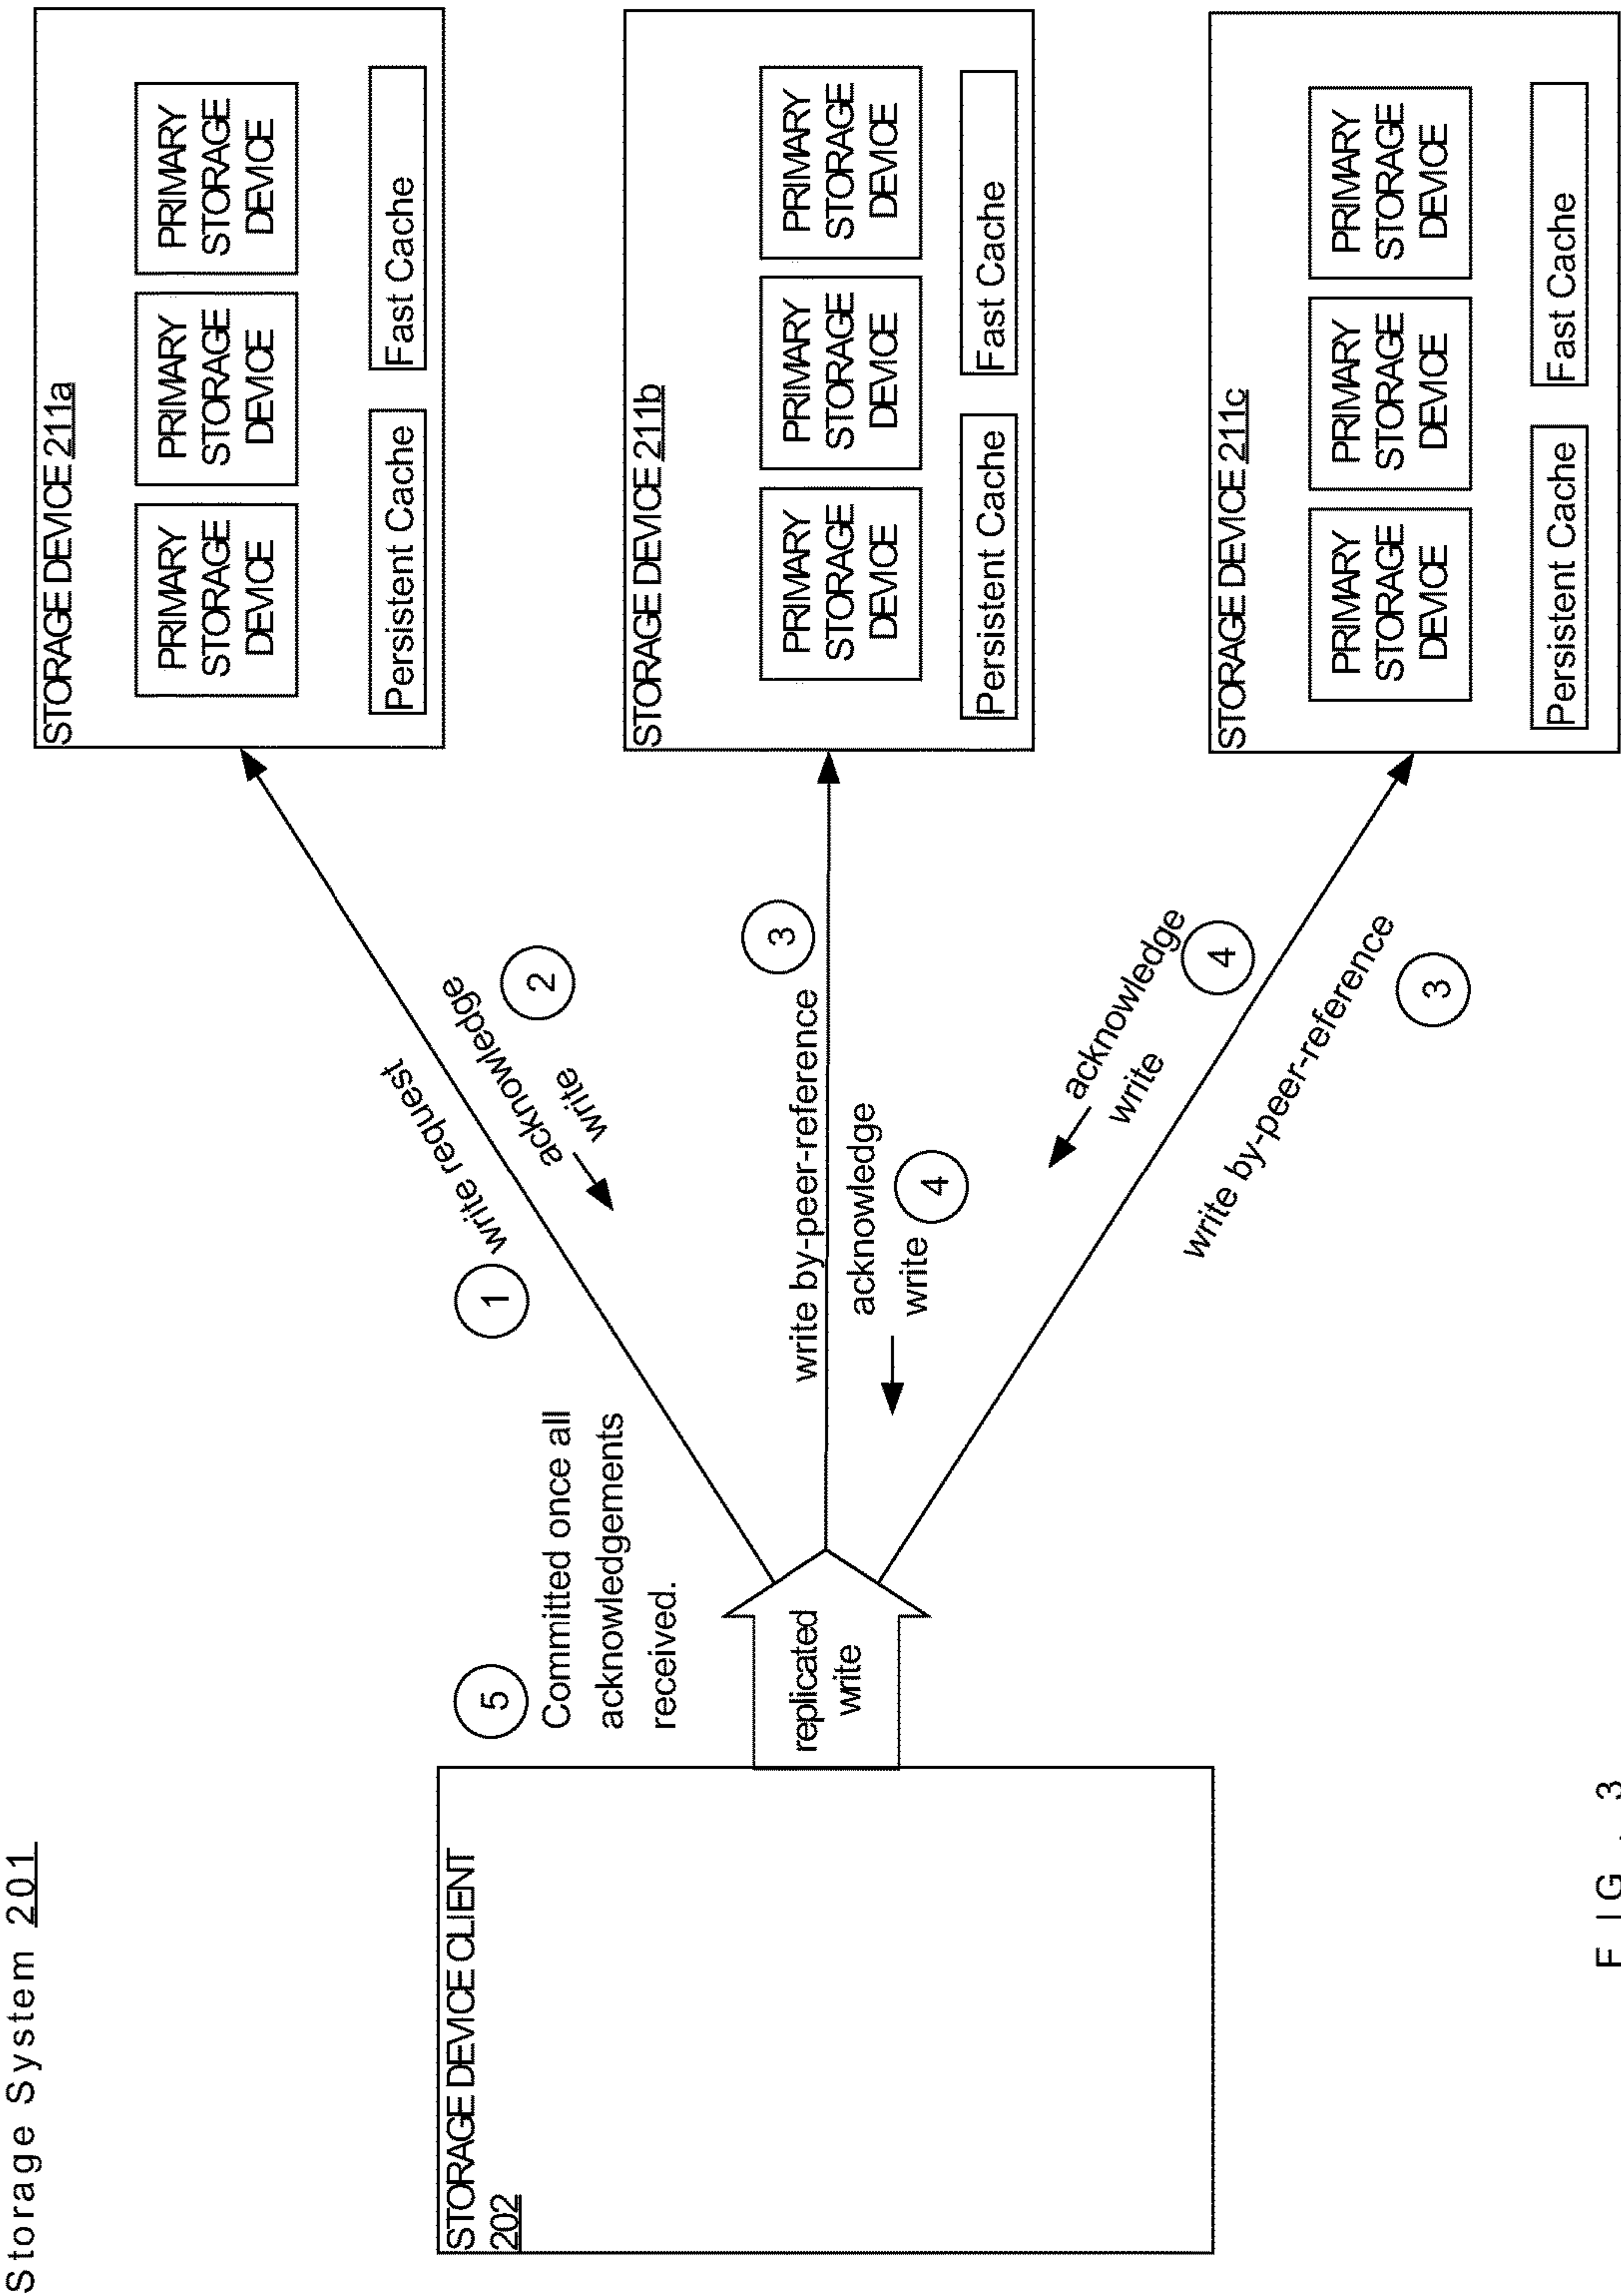 Storage System 201
STORAGE DEVICE CLIENT
202
replicated
write
5
Committed once all
acknowledgements
received.
1
write request
2
acknowledge
write
3
write by-peer-reference
acknowledge
write
4
acknowledge
write
4
write by-peer-reference
3
STORAGE DEVICE 211a
PRIMARY
STORAGE
DEVICE
PRIMARY
STORAGE
DEVICE
PRIMARY
STORAGE
DEVICE
Persistent Cache
Fast Cache
STORAGE DEVICE 211b
PRIMARY
STORAGE
DEVICE
PRIMARY
STORAGE
DEVICE
PRIMARY
STORAGE
DEVICE
Persistent Cache
Fast Cache
STORAGE DEVICE 211c
PRIMARY
STORAGE
DEVICE
PRIMARY
STORAGE
DEVICE
PRIMARY
STORAGE
DEVICE
Persistent Cache
Fast Cache
FIG. 3